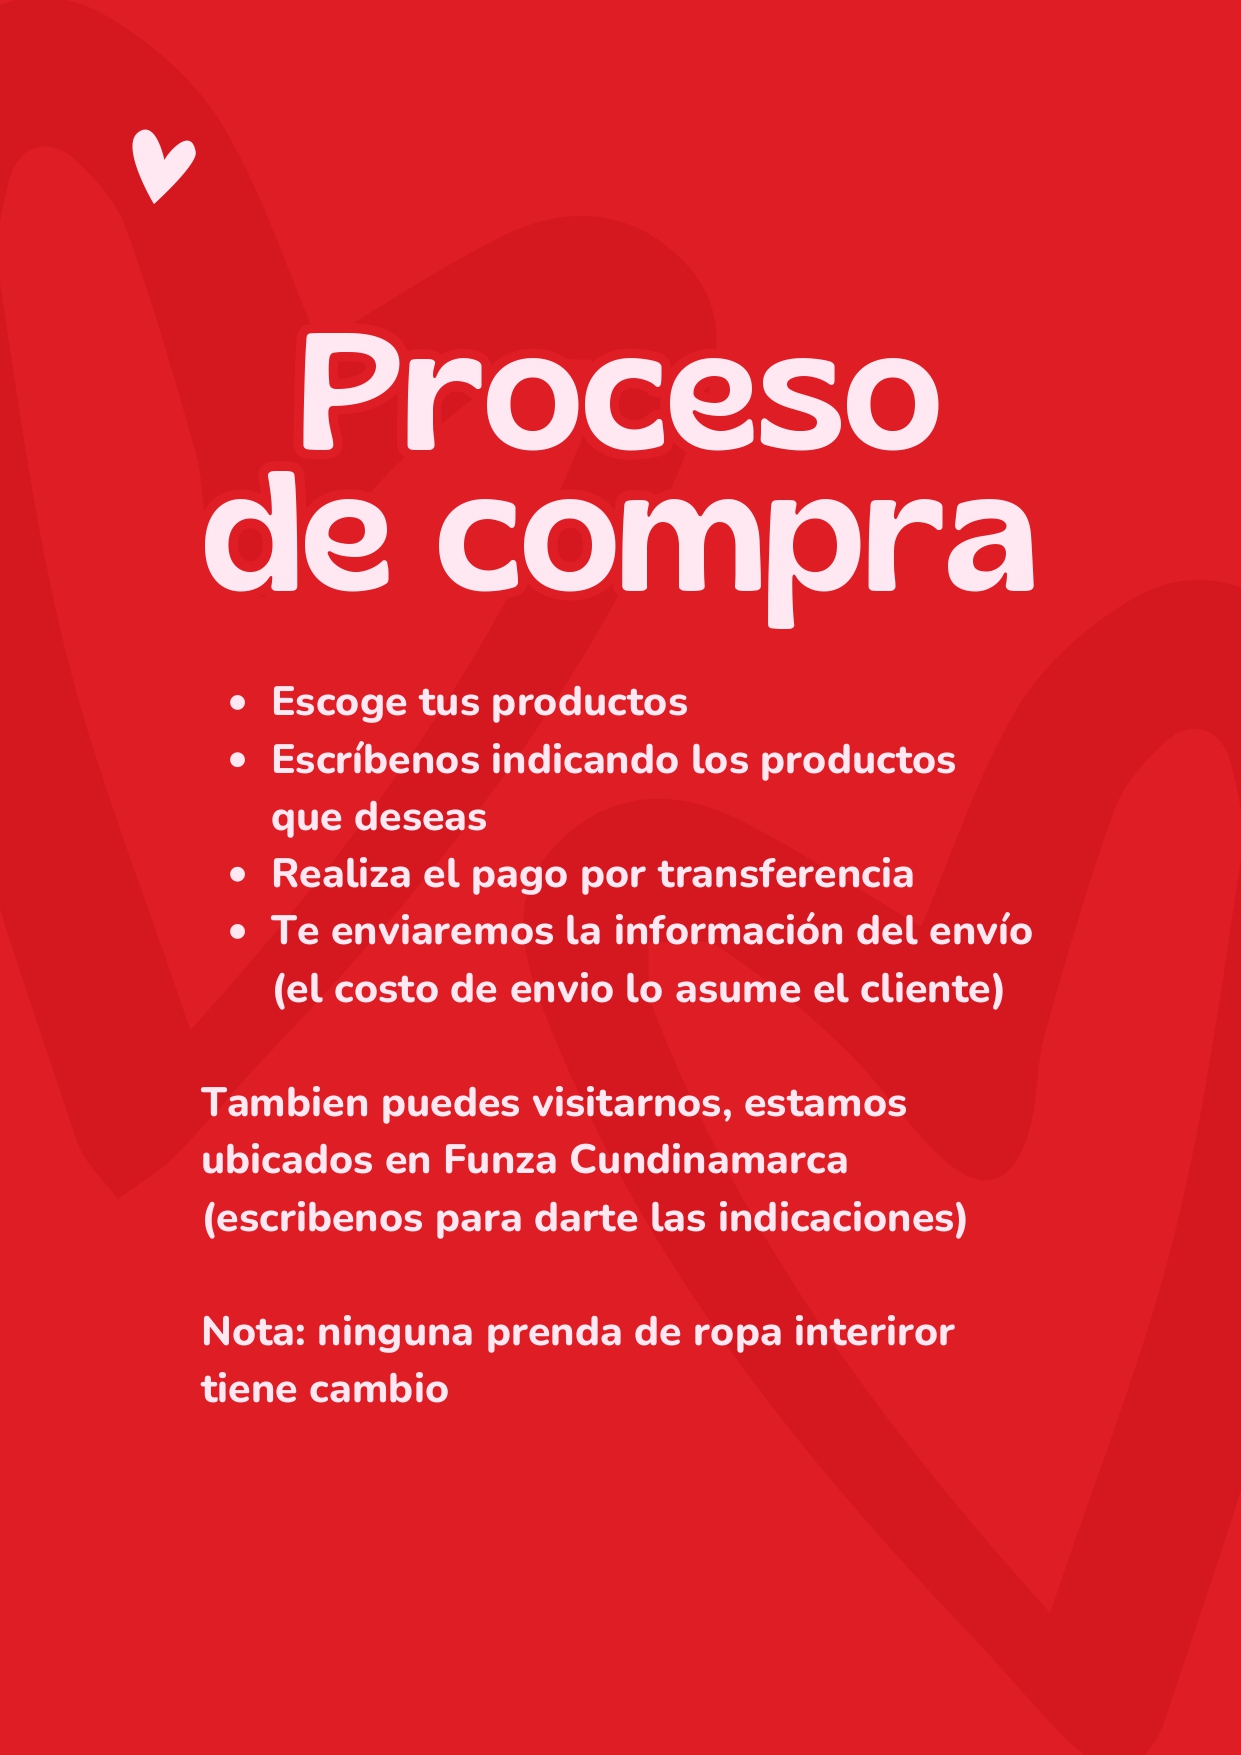 Proceso
de compra
• Escoge tus productos
• Escríbenos indicando los productos
que deseas
• Realiza el pago por transferencia
• Te enviaremos la información del envío
(el costo de envio lo asume el cliente)
Tambien puedes visitarnos, estamos
ubicados en Funza Cundinamarca
(escribenos para darte las indicaciones)
Nota: ninguna prenda de ropa interiror
tiene cambio